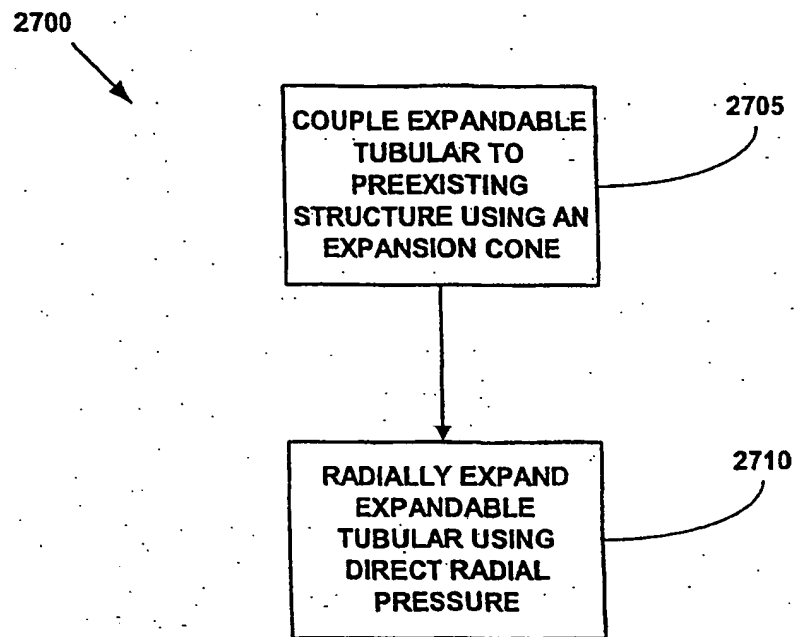 2700
2705
COUPLE EXPANDABLE
TUBULAR TO
PREEXISTING
STRUCTURE USING AN
EXPANSION CONE
2710
RADIALLY EXPAND
EXPANDABLE
TUBULAR USING
DIRECT RADIAL
PRESSURE